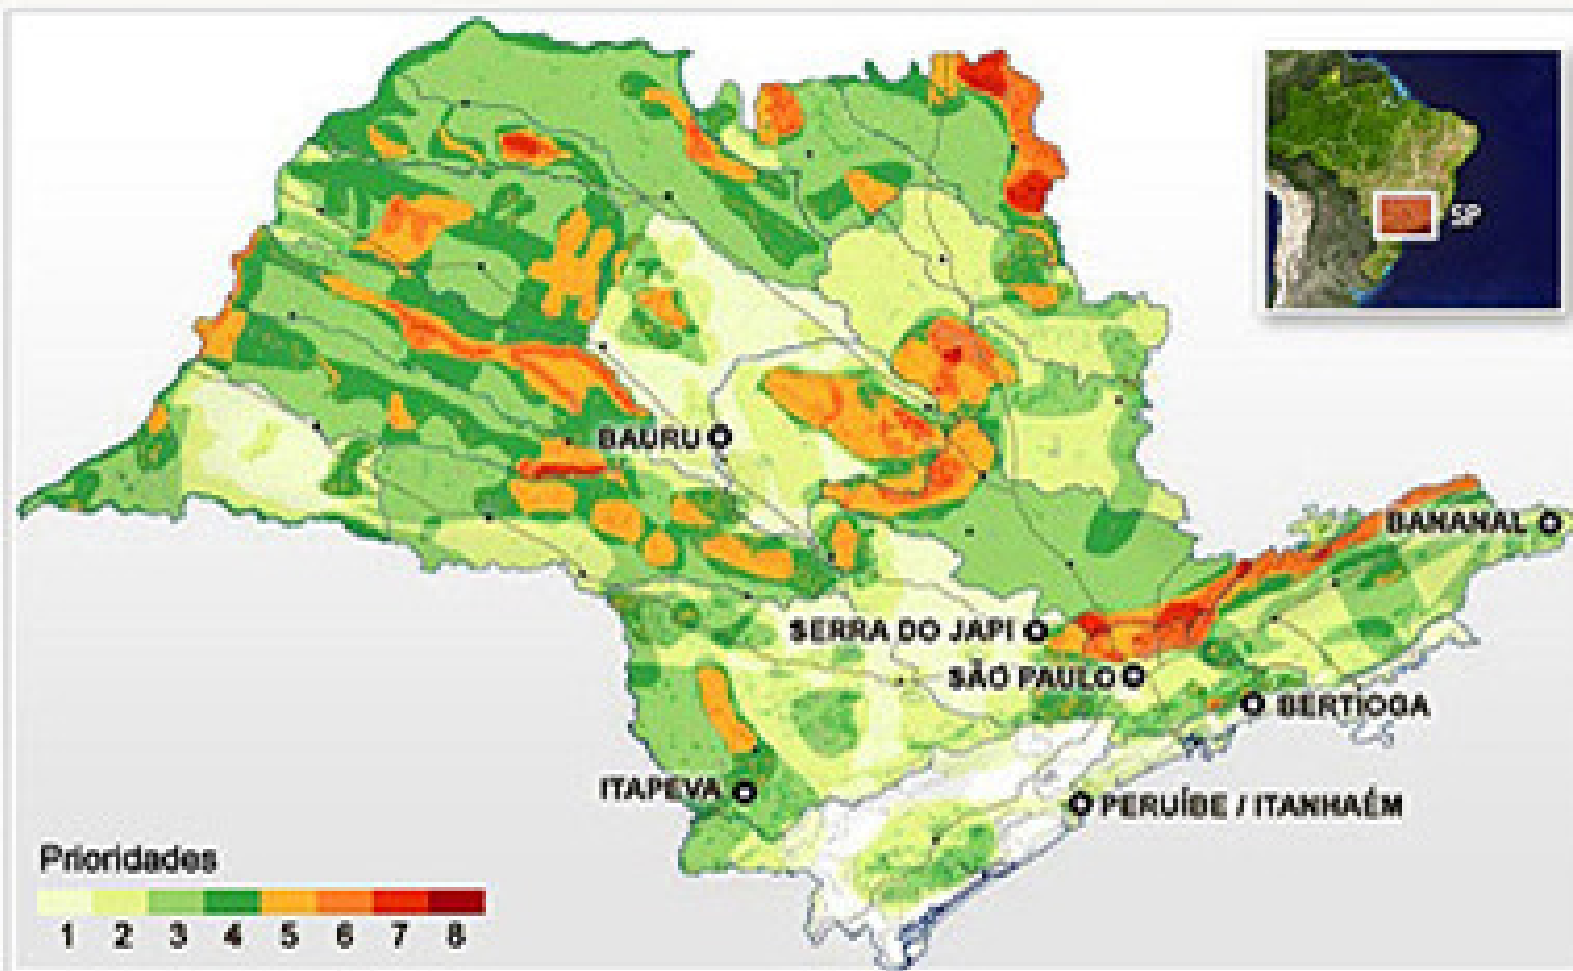 SP
BAURU
BANANAL
SERRA DO JAPI
SÃO PAULO
BERTIOGA
ITAPEVA
PERUÍBE / ITANHAÉM
Prioridades
1 2 3 4 5 6 7 8